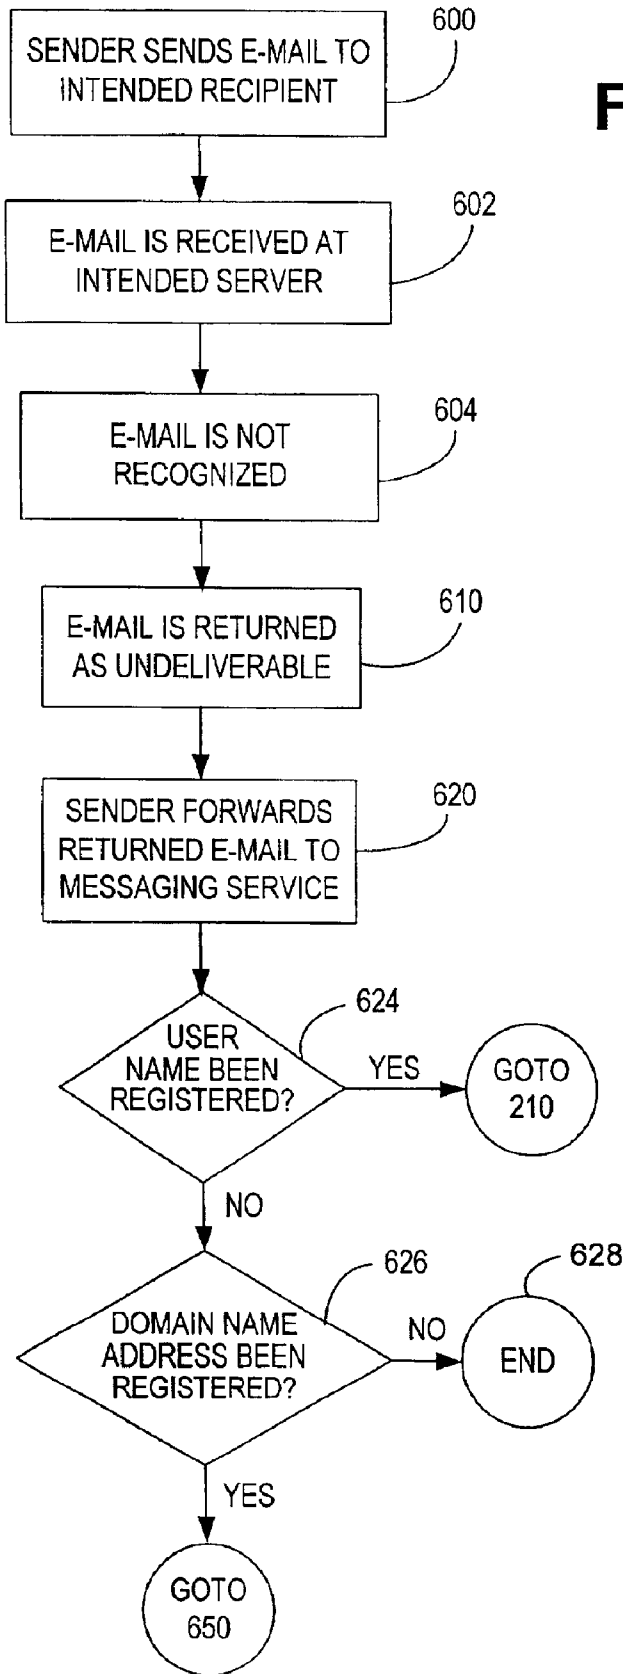 600
SENDER SENDS E-MAIL TO
INTENDED RECIPIENT
F
602
E-MAIL IS RECEIVED AT
INTENDED SERVER
604
E-MAIL IS NOT
RECOGNIZED
610
E-MAIL IS RETURNED
AS UNDELIVERABLE
620
SENDER FORWARDS
RETURNED E-MAIL TO
MESSAGING SERVICE
624
USER
NAME BEEN
REGISTERED?
YES
GOTO
210
NO
626
628
DOMAIN NAME
ADDRESS BEEN
REGISTERED?
NO
END
YES
GOTO
650